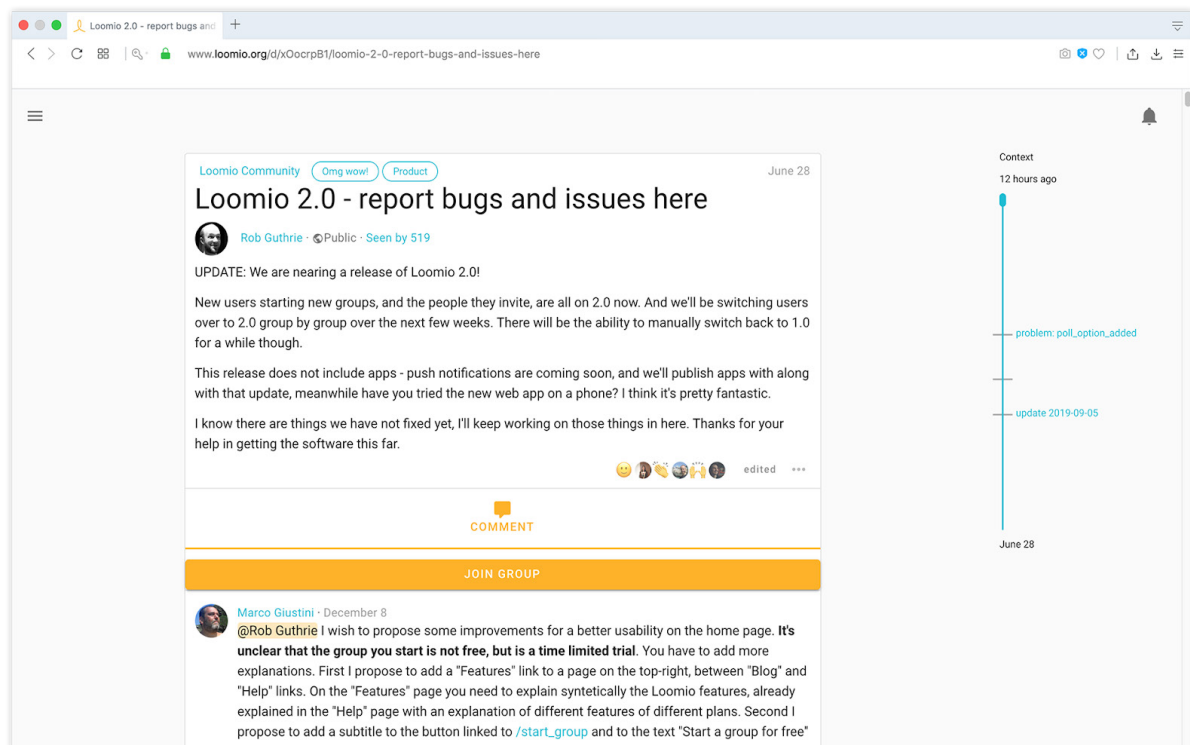 Loomio 2.0 - report bugs and
www.loomio.org/d/xOocrpB1/loomio-2-0-report-bugs-and-issues-here
Loomio Community Omg wow! Product June 28
Loomio 2.0 - report bugs and issues here
Rob Guthrie · Public · Seen by 519
UPDATE: We are nearing a release of Loomio 2.0!
New users starting new groups, and the people they invite, are all on 2.0 now. And we'll be switching users
over to 2.0 group by group over the next few weeks. There will be the ability to manually switch back to 1.0
for a while though.
This release does not include apps - push notifications are coming soon, and we'll publish apps with along
with that update, meanwhile have you tried the new web app on a phone? I think it's pretty fantastic.
I know there are things we have not fixed yet, I'll keep working on those things in here. Thanks for your
help in getting the software this far.
edited
COMMENT
JOIN GROUP
Marco Giustini · December 8
@Rob Guthrie I wish to propose some improvements for a better usability on the home page. It's
unclear that the group you start is not free, but is a time limited trial. You have to add more
explanations. First I propose to add a "Features" link to a page on the top-right, between "Blog" and
"Help" links. On the "Features" page you need to explain syntetically the Loomio features, already
explained in the "Help" page with an explanation of different features of different plans. Second I
propose to add a subtitle to the button linked to /start_group and to the text "Start a group for free"
Context
12 hours ago
problem: poll_option_added
update 2019-09-05
June 28